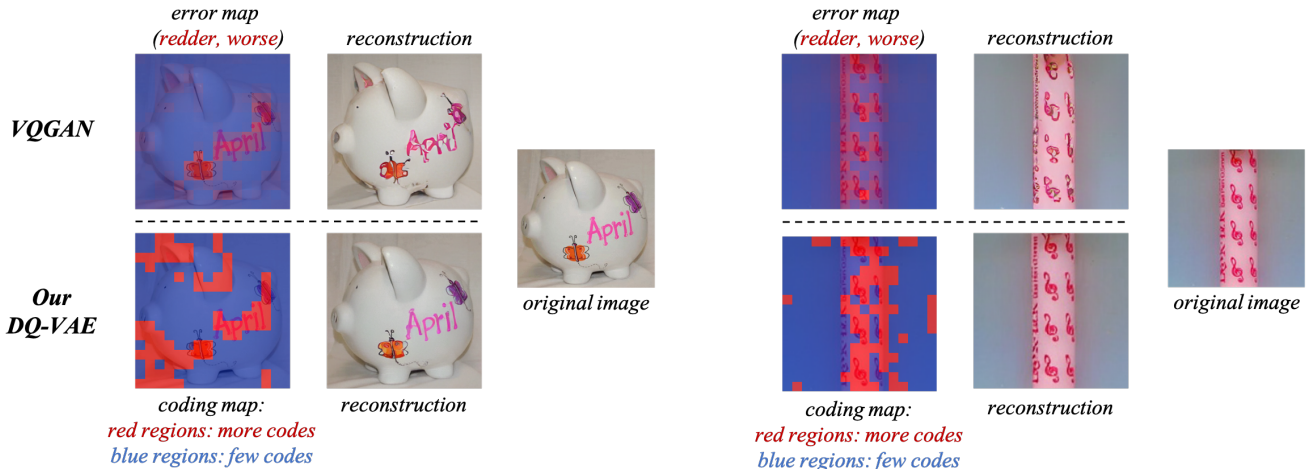 error map
(redder, worse)
reconstruction
VQGAN
April
April
April
original image
Our
DQ-VAE
April
April
coding map:
red regions: more codes
blue regions: few codes
reconstruction
error map
(redder, worse)
reconstruction
original image
coding map:
red regions: more codes
blue regions: few codes
reconstruction